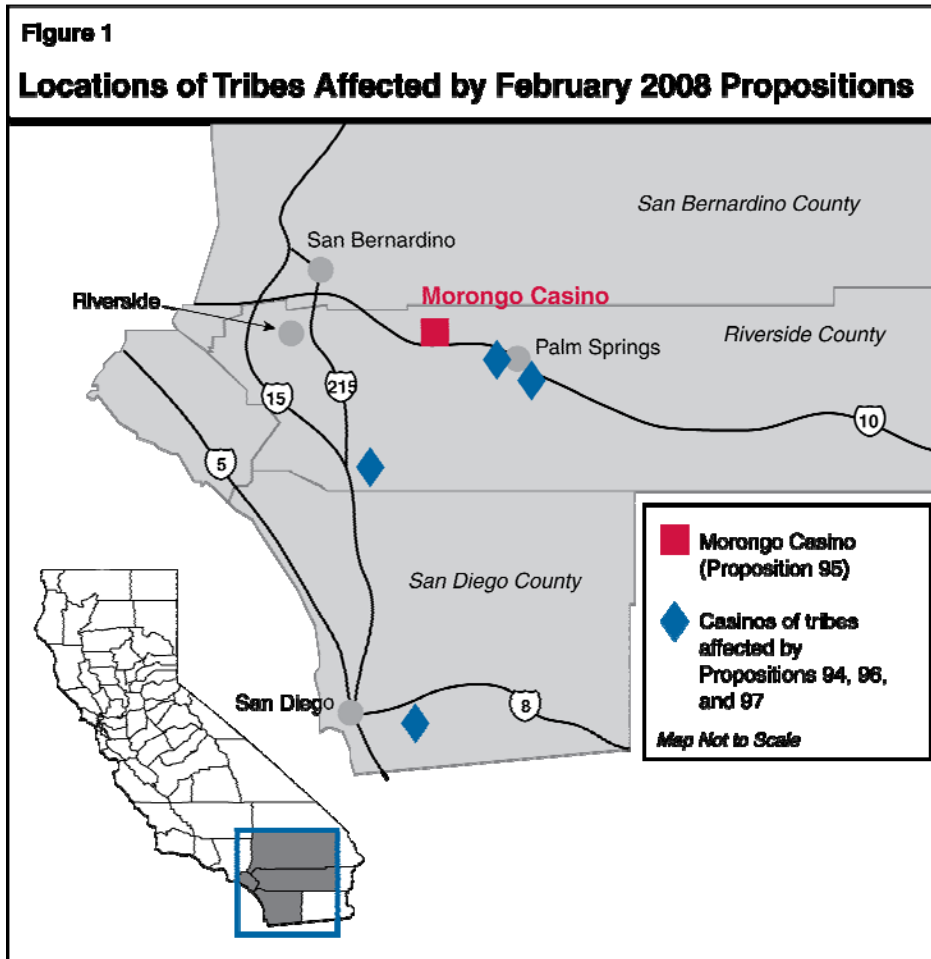 Figure 1
Locations of Tribes Affected by February 2008 Propositions
San Bernardino County
San Bernardino
Riverside
Morongo Casino
Riverside County
Palm Springs
15
215
10
5
San Diego County
San Diego
8
Morongo Casino
(Proposition 95)
Casinos of tribes
affected by
Propositions 94, 96,
and 97
Map Not to Scale